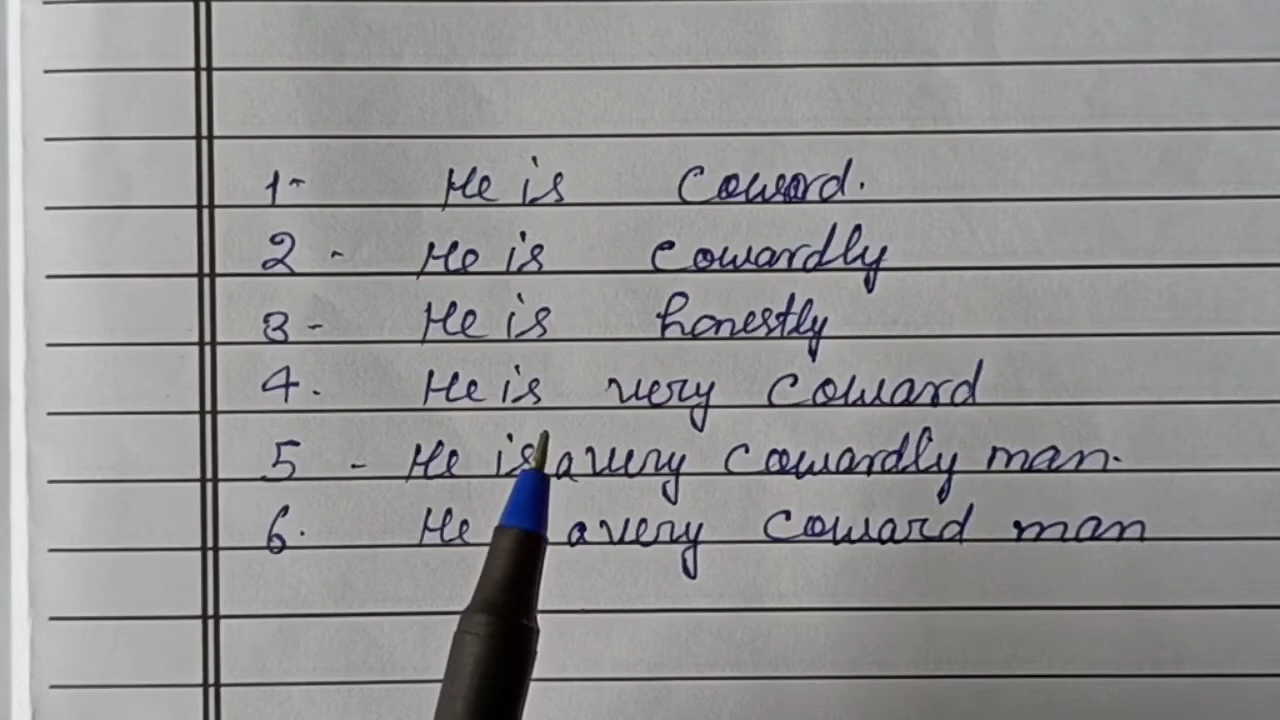 1- He is Coward.
2 - He is Cowardly
3 - He is honestly
4. He is very Coward
5 - He is a very Cowardly man.
6. He a very Coward man